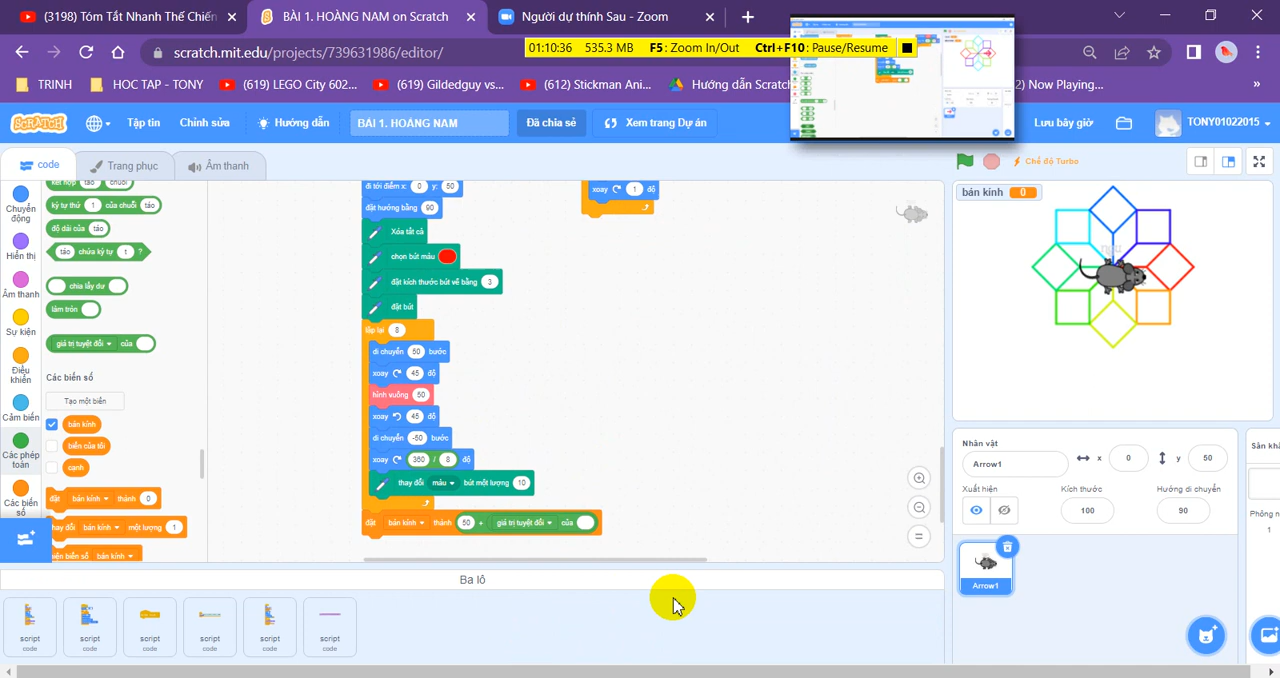 (3198) Tóm Tắt Nhanh Thế Chiến
BÀI 1. HOÀNG NAM on Scratch
Người dự thính Sau - Zoom
scratch.mit.edu/projects/739631986/editor/
01:10:36 535.3 MB F5: Zoom In/Out Ctrl+F10: Pause/Resume
TRINH
HOC TAP - TONY
(619) LEGO City 602...
(619) Gildedguy vs...
(612) Stickman Ani...
Hướng dẫn Scratch
2) Now Playing...
»
SCRATCH
Tập tin
Chỉnh sửa
Hướng dẫn
BÀI 1. HOÀNG NAM
Đã chia sẻ
Xem trang Dự án
Lưu bây giờ
TONY01022015
code
Trang phục
Âm thanh
Chế độ Turbo
Chuyển động
Hiển thị
Âm thanh
Sự kiện
Điều khiển
Cảm biến
Các phép toán
Các biến số
kết hợp táo chuối
ký tự thứ 1 của chuỗi táo
độ dài của táo
táo chứa ký tự t ?
chia lấy dư
làm tròn
giá trị tuyệt đối của
Các biến số
Tạo một biến
bán kính
biến của tôi
cạnh
đặt bán kính thành 0
thay đổi bán kính một lượng 1
hiện biến số bán kính
đi tới điểm x: 0 y: 50
đặt hướng bằng 90
Xóa tất cả
chọn bút màu
đặt kích thước bút vẽ bằng 3
đặt bút
lặp lại 8
di chuyển 50 bước
xoay 45 độ
hình vuông 50
xoay 45 độ
di chuyển -50 bước
xoay 360 / 8 độ
thay đổi màu bút một lượng 10
đặt bán kính thành 50 + giá trị tuyệt đối của
xoay 1 độ
bán kính 0
Nhân vật
Arrow1
x 0
y 50
Xuất hiện
Kích thước
100
Hướng di chuyển
90
Arrow1
Sân khấ
Phông n
1
Ba lô
script
code
script
code
script
code
script
code
script
code
script
code